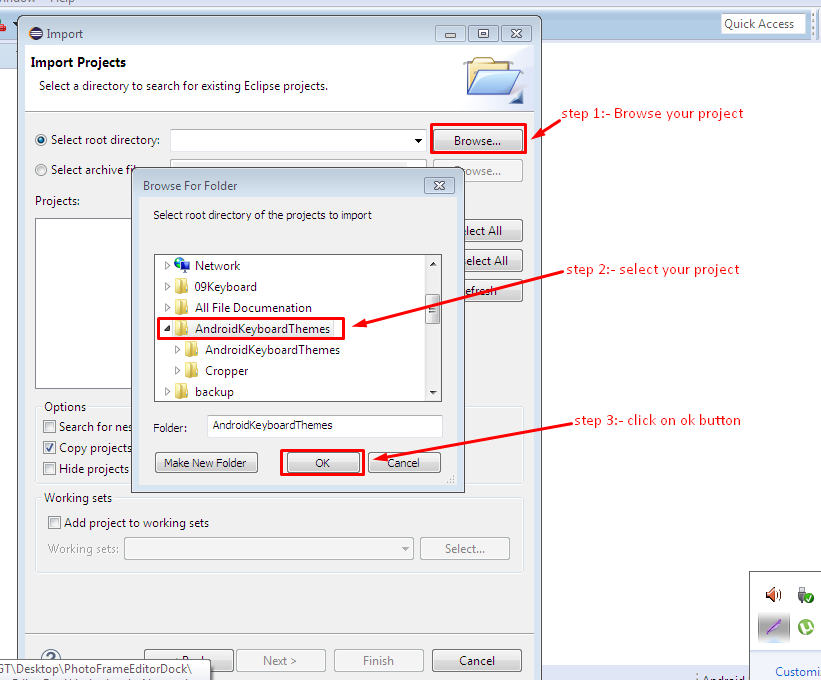 Help
Quick Access
Import
Import Projects
Select a directory to search for existing Eclipse projects.
step 1:- Browse your project
Select root directory:
Browse...
Select archive
Browse For Folder
Projects:
Select root directory of the projects to import
Network
09Keyboard
All File Documenation
AndroidKeyboardThemes
AndroidKeyboardThemes
Cropper
backup
elect All
elect All
efresh
step 2:- select your project
Options
Search for nes
Copy projects
Hide projects
Folder:
AndroidKeyboardThemes
step 3:- click on ok button
Make New Folder
OK
Cancel
Working sets
Add project to working sets
Working sets:
Select...
Next >
Finish
Cancel
GT\Desktop\PhotoFrameEditorDock\
Android
Customi